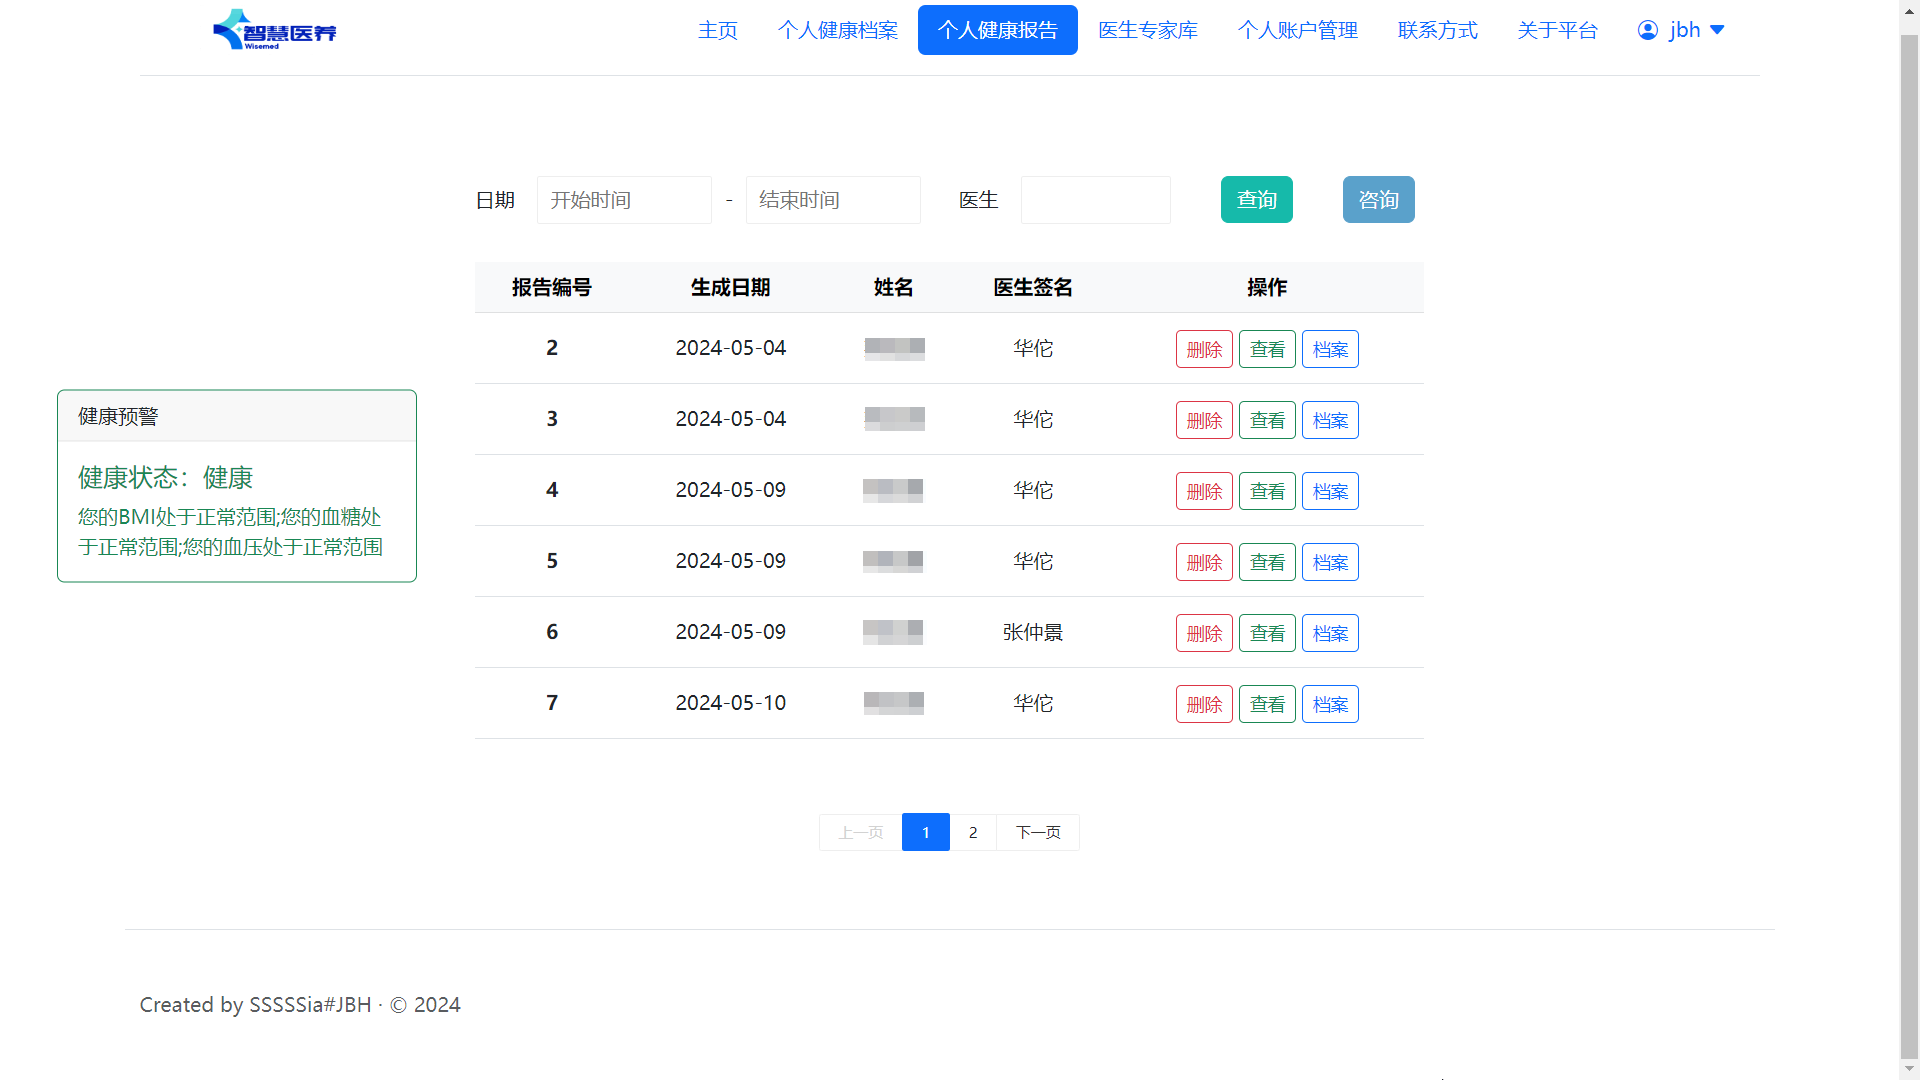 智慧医养
Wisemed
主页 个人健康档案 个人健康报告 医生专家库 个人账户管理 联系方式 关于平台 jbh
日期 开始时间 - 结束时间 医生 查询 咨询
报告编号 生成日期 姓名 医生签名 操作
2 2024-05-04 华佗 删除 查看 档案
3 2024-05-04 华佗 删除 查看 档案
4 2024-05-09 华佗 删除 查看 档案
5 2024-05-09 华佗 删除 查看 档案
6 2024-05-09 张仲景 删除 查看 档案
7 2024-05-10 华佗 删除 查看 档案
健康预警
健康状态：健康
您的BMI处于正常范围;您的血糖处
于正常范围;您的血压处于正常范围
上一页 1 2 下一页
Created by SSSSSia#JBH · © 2024